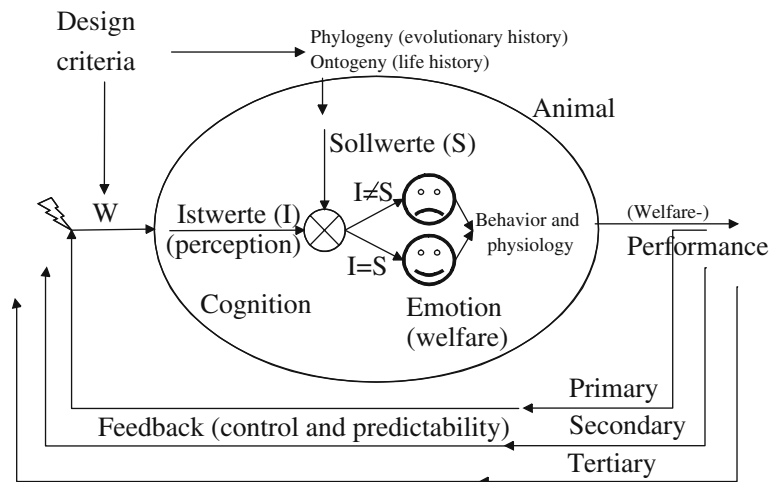 Design
criteria
Phylogeny (evolutionary history)
Ontogeny (life history)
Animal
Sollwerte (S)
W
Istwerte (I)
(perception)
I≠S
I=S
Behavior and
physiology
(Welfare-)
Performance
Cognition
Emotion
(welfare)
Primary
Feedback (control and predictability)
Secondary
Tertiary